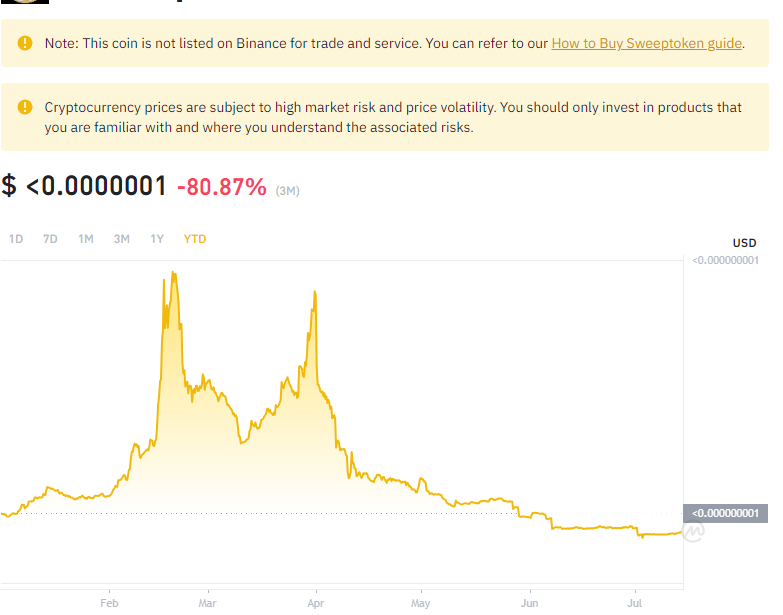 Note: This coin is not listed on Binance for trade and service. You can refer to our How to Buy Sweeptoken guide.
Cryptocurrency prices are subject to high market risk and price volatility. You should only invest in products that
you are familiar with and where you understand the associated risks.
$ <0.0000001 -80.87% (3M)
1D 7D 1M 3M 1Y YTD
USD
<0.000000001
<0.000000001
Feb Mar Apr May Jun Jul